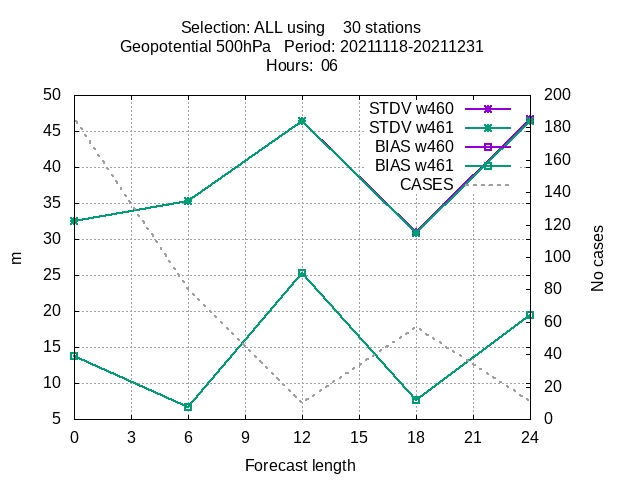 Selection: ALL using    30 stations
Geopotential 500hPa   Period: 20211118-20211231
Hours:  06
50
45
40
35
30
25
20
15
10
5
m
200
180
160
140
120
100
80
60
40
20
0
No cases
STDV w460
STDV w461
BIAS w460
BIAS w461
CASES
0 3 6 9 12 15 18 21 24
Forecast length